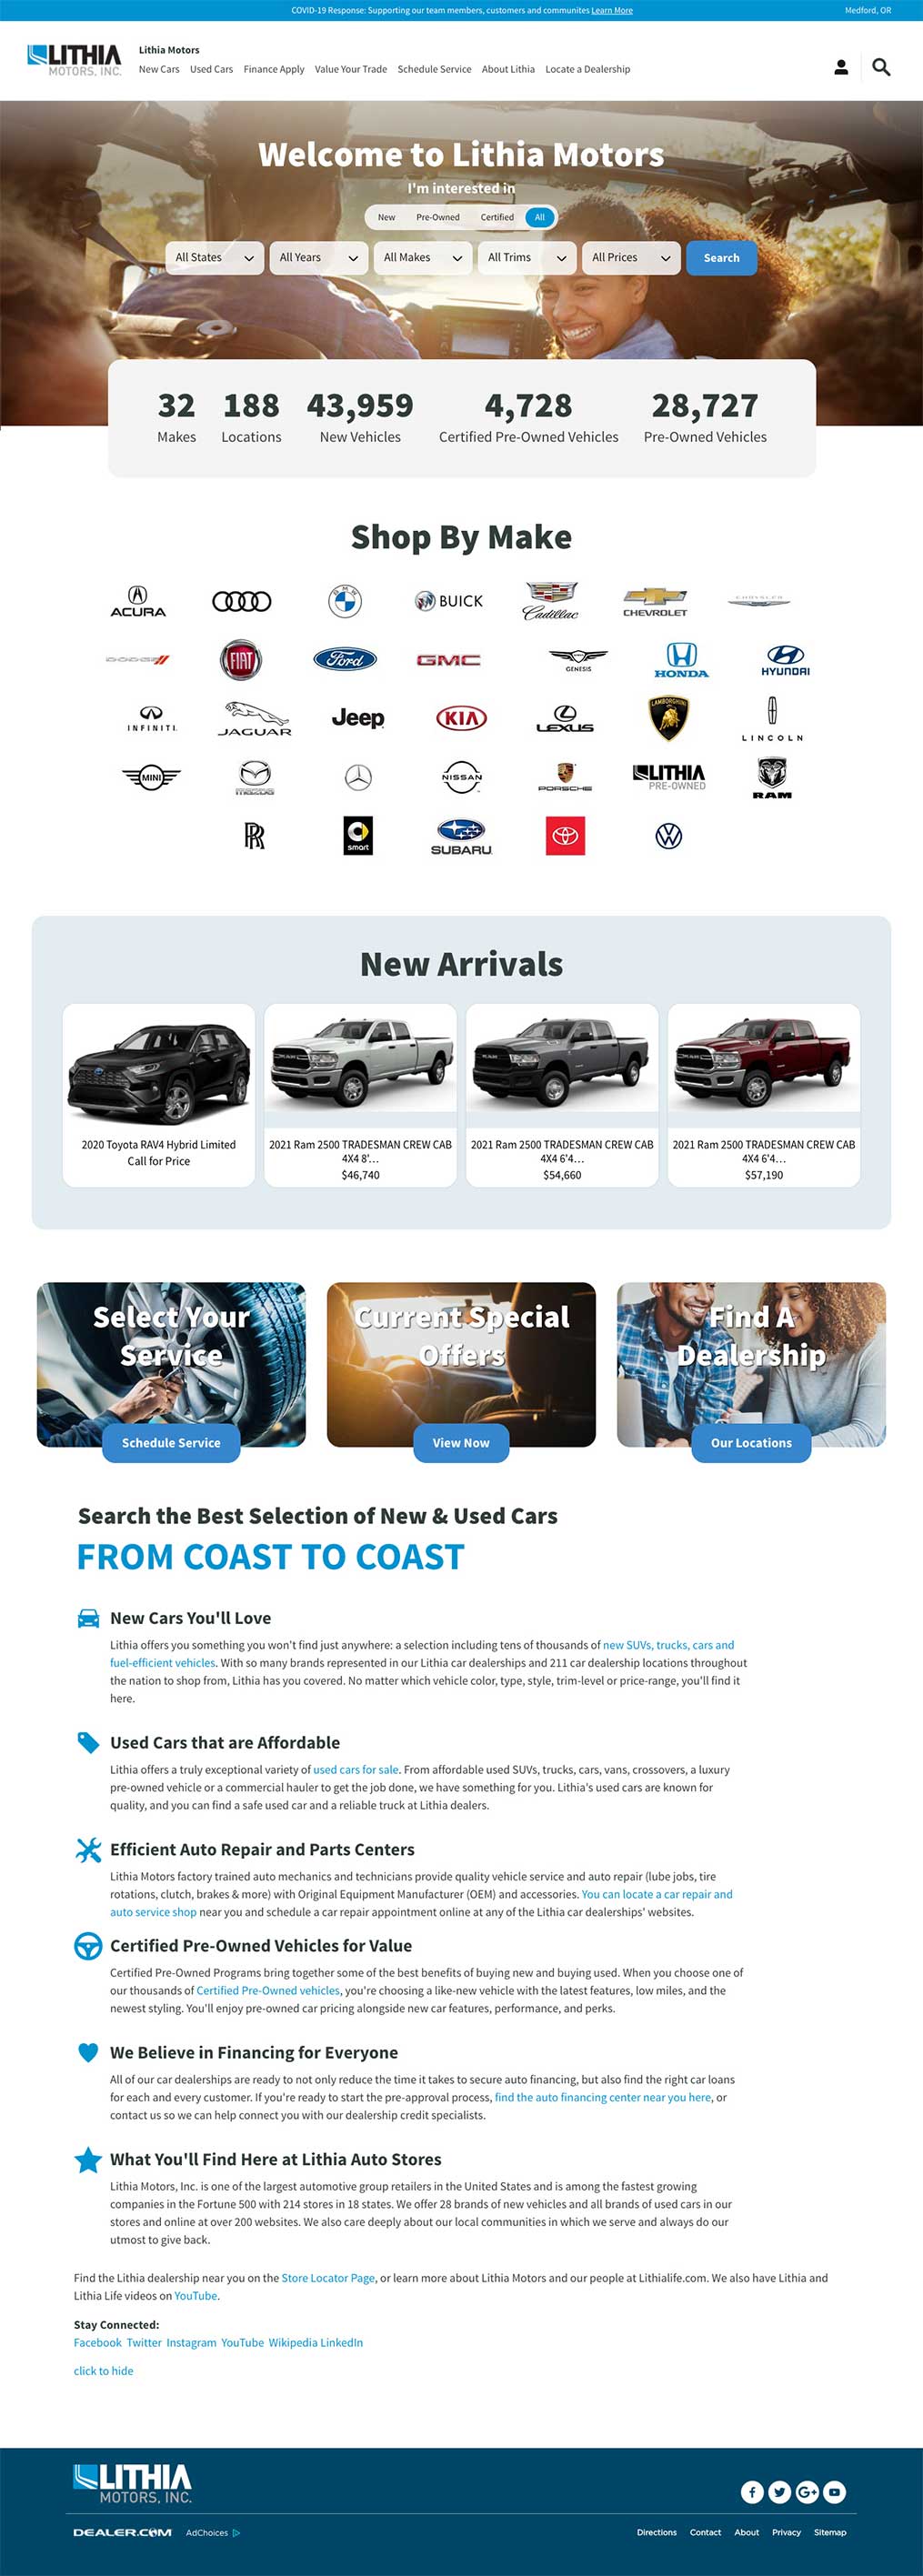 COVID-19 Response: Supporting our team members, customers and communites Learn More
Medford, OR
LITHIA
MOTORS, INC.
Lithia Motors
New Cars Used Cars Finance Apply Value Your Trade Schedule Service About Lithia Locate a Dealership
Welcome to Lithia Motors
I'm interested in
New Pre-Owned Certified All
All States All Years All Makes All Trims All Prices Search
32 188 43,959 4,728 28,727
Makes Locations New Vehicles Certified Pre-Owned Vehicles Pre-Owned Vehicles
Shop By Make
ACURA BMW BUICK Cadillac CHEVROLET CHRYSLER
DODGE FIAT Ford GMC GENESIS HONDA HYUNDAI
INFINITI JAGUAR Jeep KIA LEXUS LAMBORGHINI LINCOLN
MINI mazda NISSAN PORSCHE LITHIA PRE-OWNED RAM
RR smart SUBARU
New Arrivals
2020 Toyota RAV4 Hybrid Limited
Call for Price
2021 Ram 2500 TRADESMAN CREW CAB
4X4 8'...
$46,740
2021 Ram 2500 TRADESMAN CREW CAB
4X4 6'4...
$54,660
2021 Ram 2500 TRADESMAN CREW CAB
4X4 6'4...
$57,190
Select Your
Service
Schedule Service
Current Special
Offers
View Now
Find A
Dealership
Our Locations
Search the Best Selection of New & Used Cars
FROM COAST TO COAST
New Cars You'll Love
Lithia offers you something you won't find just anywhere: a selection including tens of thousands of new SUVs, trucks, cars and
fuel-efficient vehicles. With so many brands represented in our Lithia car dealerships and 211 car dealership locations throughout
the nation to shop from, Lithia has you covered. No matter which vehicle color, type, style, trim-level or price-range, you'll find it
here.
Used Cars that are Affordable
Lithia offers a truly exceptional variety of used cars for sale. From affordable used SUVs, trucks, cars, vans, crossovers, a luxury
pre-owned vehicle or a commercial hauler to get the job done, we have something for you. Lithia's used cars are known for
quality, and you can find a safe used car and a reliable truck at Lithia dealers.
Efficient Auto Repair and Parts Centers
Lithia Motors factory trained auto mechanics and technicians provide quality vehicle service and auto repair (lube jobs, tire
rotations, clutch, brakes & more) with Original Equipment Manufacturer (OEM) and accessories. You can locate a car repair and
auto service shop near you and schedule a car repair appointment online at any of the Lithia car dealerships' websites.
Certified Pre-Owned Vehicles for Value
Certified Pre-Owned Programs bring together some of the best benefits of buying new and buying used. When you choose one of
our thousands of Certified Pre-Owned vehicles, you're choosing a like-new vehicle with the latest features, low miles, and the
newest styling. You'll enjoy pre-owned car pricing alongside new car features, performance, and perks.
We Believe in Financing for Everyone
All of our car dealerships are ready to not only reduce the time it takes to secure auto financing, but also find the right car loans
for each and every customer. If you're ready to start the pre-approval process, find the auto financing center near you here, or
contact us so we can help connect you with our dealership credit specialists.
What You'll Find Here at Lithia Auto Stores
Lithia Motors, Inc. is one of the largest automotive group retailers in the United States and is among the fastest growing
companies in the Fortune 500 with 214 stores in 18 states. We offer 28 brands of new vehicles and all brands of used cars in our
stores and online at over 200 websites. We also care deeply about our local communities in which we serve and always do our
utmost to give back.
Find the Lithia dealership near you on the Store Locator Page, or learn more about Lithia Motors and our people at Lithialife.com. We also have Lithia and
Lithia Life videos on YouTube.
Stay Connected:
Facebook Twitter Instagram YouTube Wikipedia LinkedIn
click to hide
LITHIA
MOTORS, INC.
DEALER.COM AdChoices
Directions Contact About Privacy Sitemap